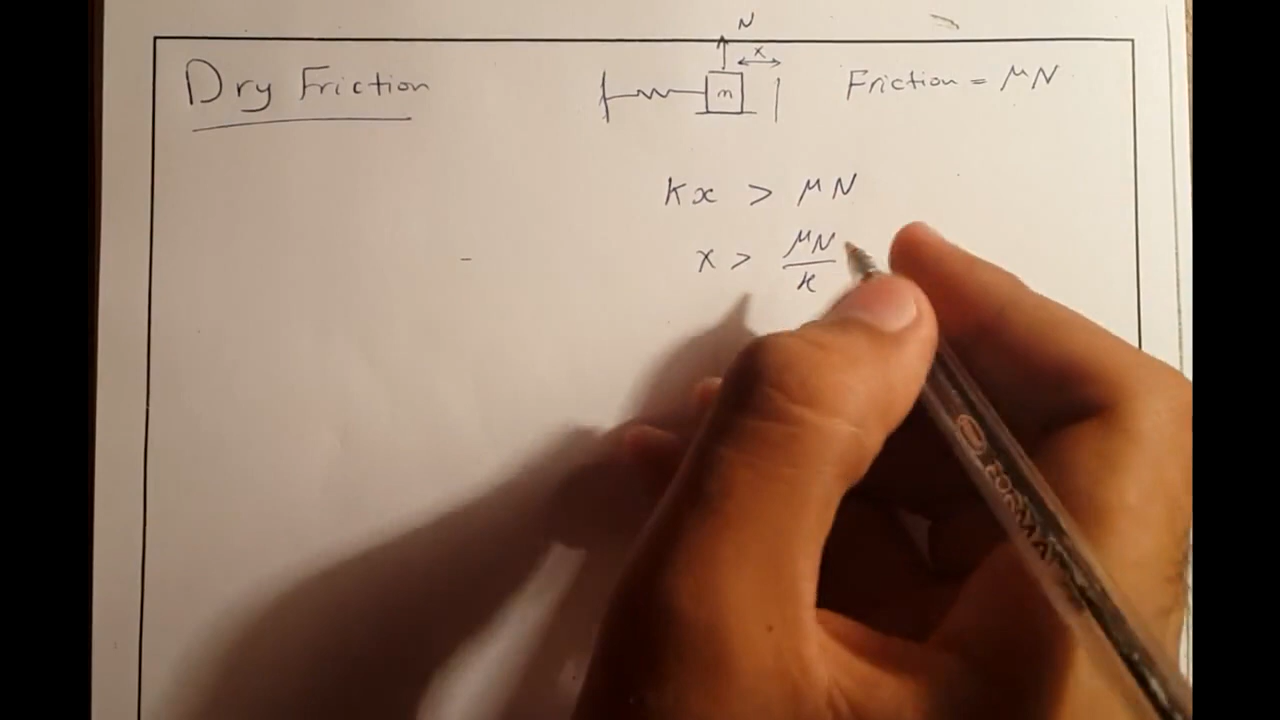 N
x
Dry Friction
m
Friction = μN
kx > μN
x > μN/k